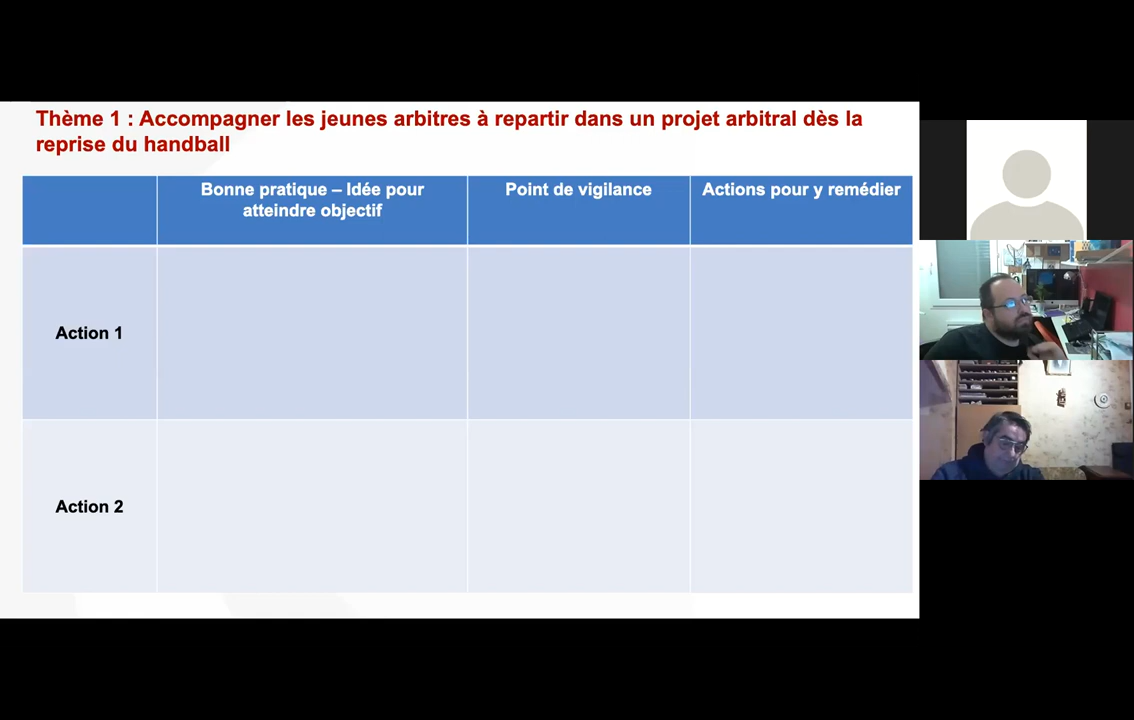 Thème 1 : Accompagner les jeunes arbitres à repartir dans un projet arbitral dès la
reprise du handball
Bonne pratique – Idée pour
atteindre objectif
Point de vigilance
Actions pour y remédier
Action 1
Action 2